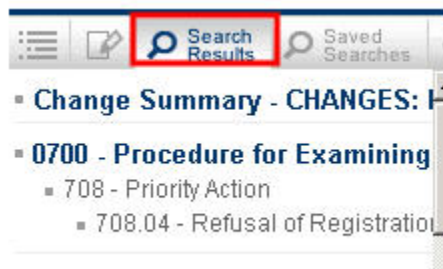 Search Results
Saved Searches
Change Summary - CHANGES:
0700 - Procedure for Examining
708 - Priority Action
708.04 - Refusal of Registration